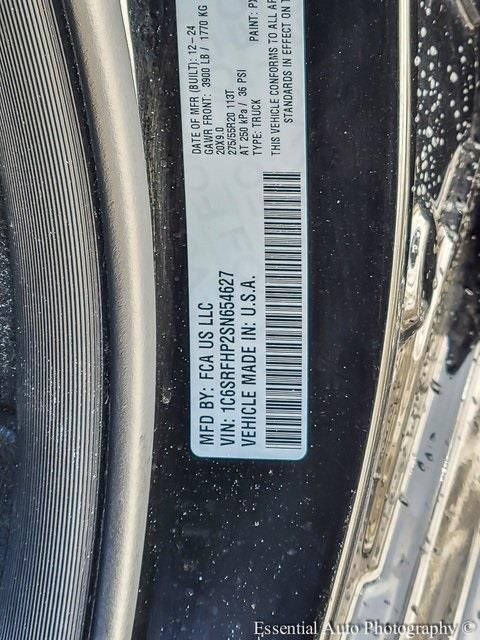 MFD BY: FCA US LLC
DATE OF MFR (BUILT): 12-24
GAWR FRONT: 3900 LB / 1770 KG
20X9.0
275/55R20 113T
AT 250 kPa / 36 PSI
TYPE: TRUCK
PAINT:
THIS VEHICLE CONFORMS TO ALL
STANDARDS IN EFFECT ON
VIN: 1C6SRFHP2SN654627
VEHICLE MADE IN: U.S.A.
Essential Auto Photography ©